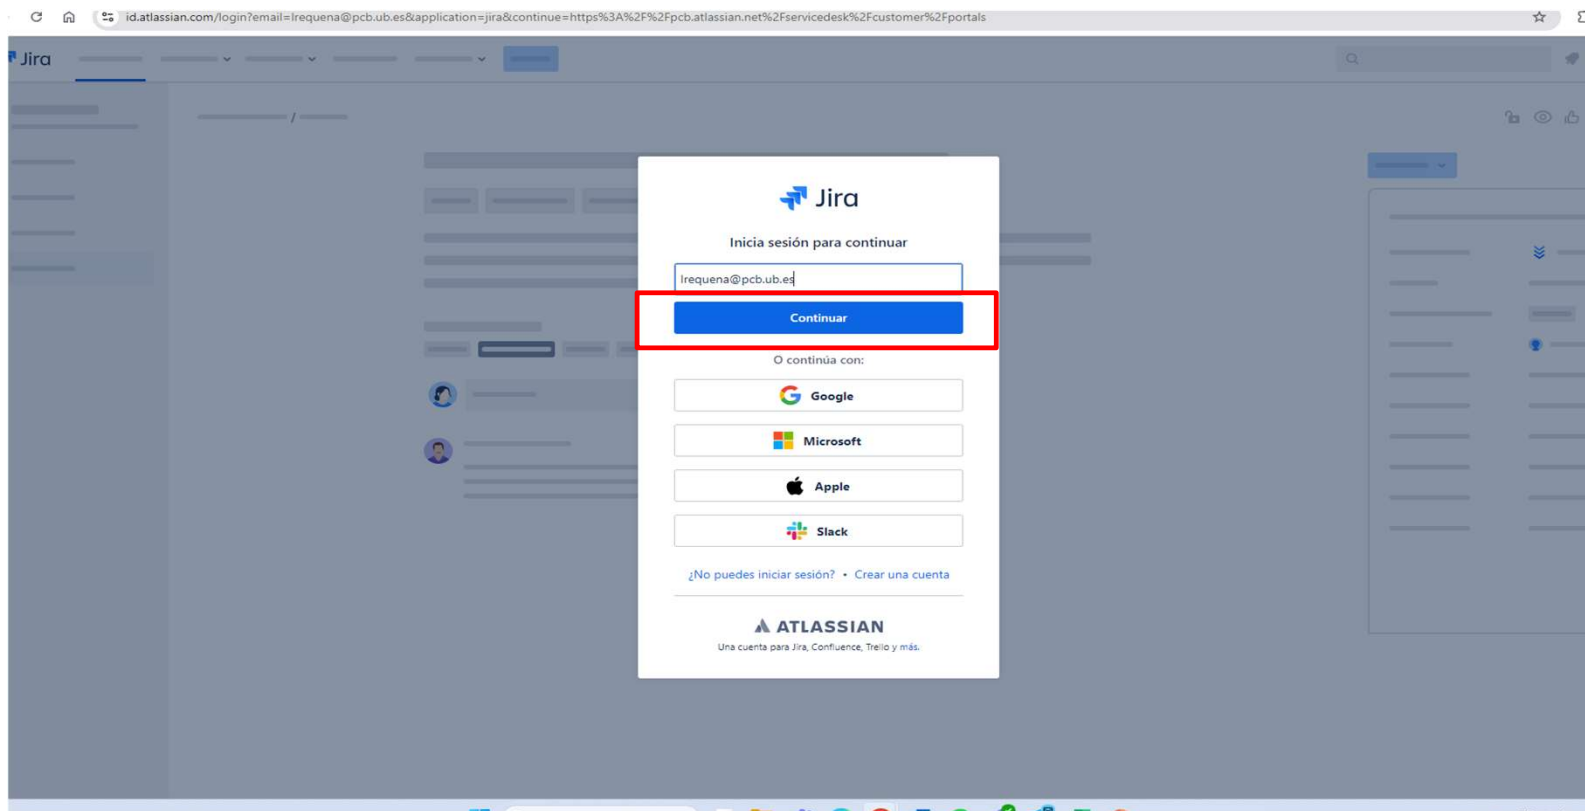 id.atlassian.com/login?email=lrequena@pcb.ub.es&application=jira&continue=https%3A%2F%2Fpcb.atlassian.net%2Fservicedesk%2Fcustomer%2Fportals
Jira
/
Jira
Inicia sesión para continuar
lrequena@pcb.ub.es
Continuar
O continúa con:
Google
Microsoft
Apple
Slack
¿No puedes iniciar sesión? • Crear una cuenta
ATLASSIAN
Una cuenta para Jira, Confluence, Trello y más.